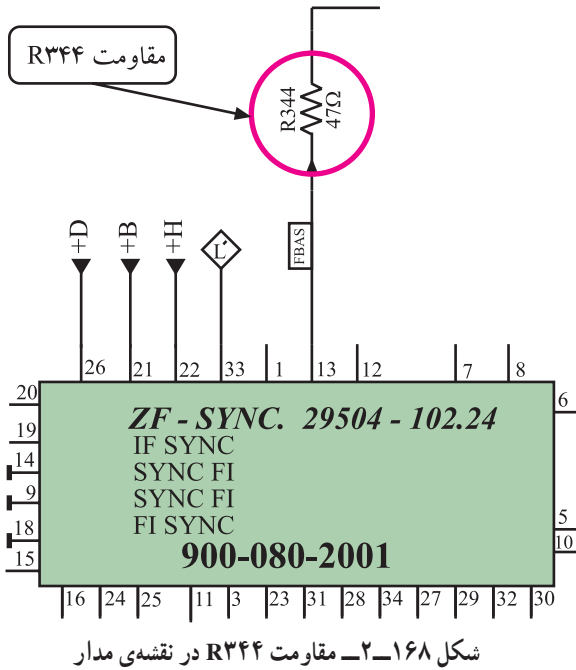 مقاومت R۳۴۴
R344
47Ω
+D
+B
+H
L'
FBAS
26 21 22 33 1 13 12 7 8
20
19
14
9
18
15
6
5
10
ZF - SYNC. 29504 - 102.24
IF SYNC
SYNC FI
SYNC FI
FI SYNC
900-080-2001
16 24 25 11 3 23 31 28 34 27 29 32 30
شکل ۱۶۸ــ۲ــ مقاومت R۳۴۴ در نقشه‌ی مدار